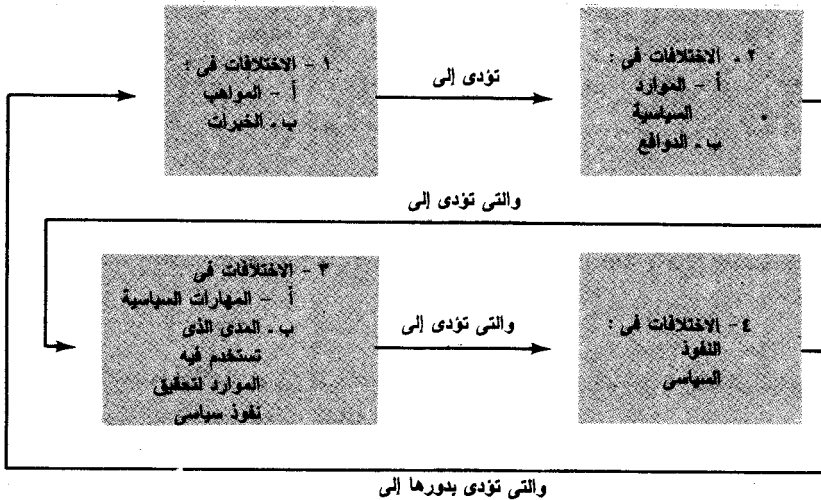 ١ - الاختلافات فى :
أ - المواهب
ب . الخبرات
تؤدى إلى
٢ . الاختلافات فى :
أ - الموارد
السياسية
ب . الدوافع
والتى تؤدى إلى
٣ - الاختلافات فى
أ - المهارات السياسية
ب . المدى الذى
تستخدم فيه
الموارد لتحقيق
نفوذ سياسى
والتى تؤدى إلى
٤ - الاختلافات فى :
النفوذ
السياسى
والتى تؤدى بدورها إلى